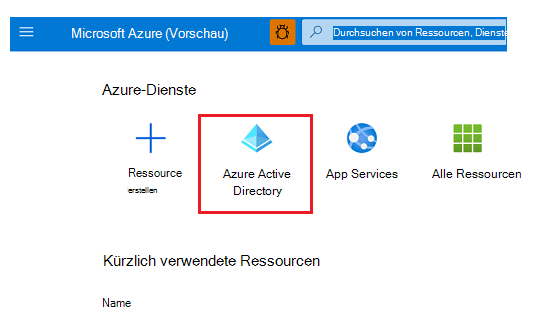 Microsoft Azure (Vorschau)
Durchsuchen von Ressourcen, Dienste
Azure-Dienste
Ressource
erstellen
Azure Active
Directory
App Services
Alle Ressourcen
Kürzlich verwendete Ressourcen
Name